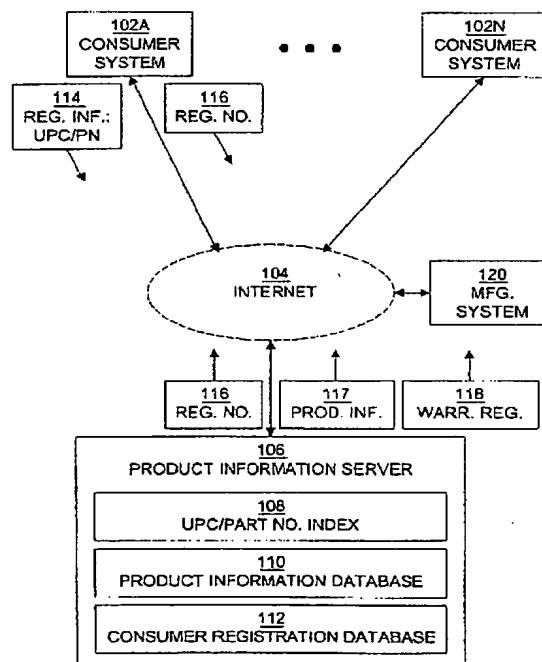 102A
CONSUMER
SYSTEM
102N
CONSUMER
SYSTEM
114
REG. INF.:
UPC/PN
116
REG. NO.
104
INTERNET
120
MFG.
SYSTEM
116
REG. NO.
117
PROD. INF.
118
WARR. REG.
106
PRODUCT INFORMATION SERVER
108
UPC/PART NO. INDEX
110
PRODUCT INFORMATION DATABASE
112
CONSUMER REGISTRATION DATABASE